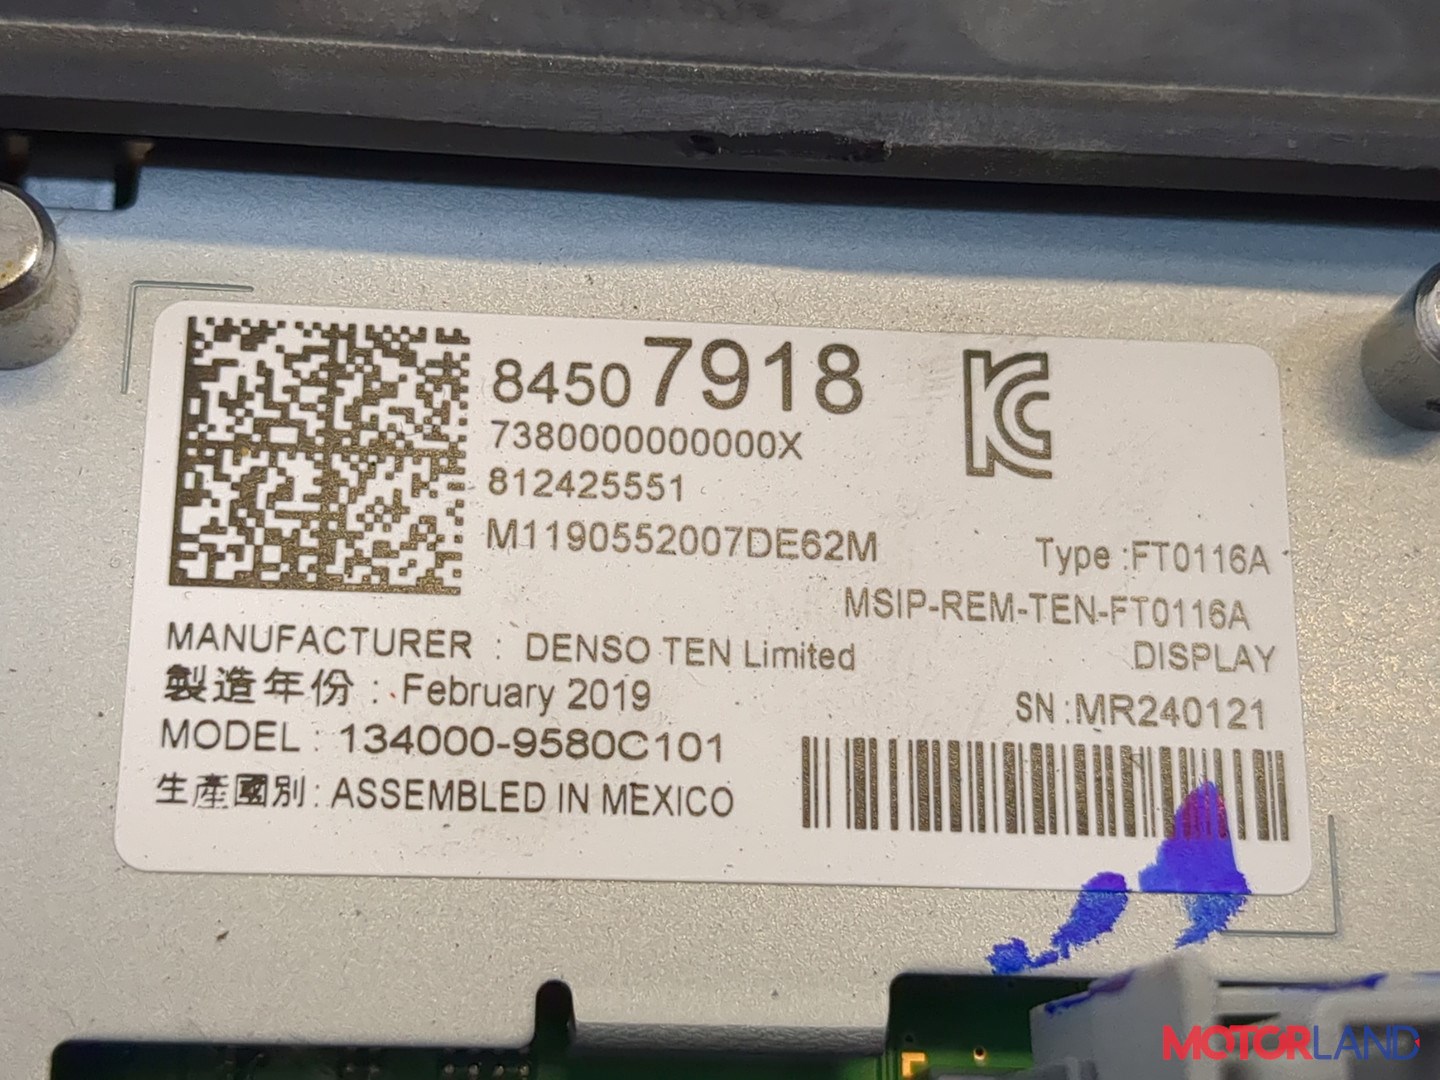 84507918
7380000000000X
812425551
M1190552007DE62M
Type :FT0116A
MSIP-REM-TEN-FT0116A
DISPLAY
MANUFACTURER : DENSO TEN Limited
製造年份 : February 2019
SN :MR240121
MODEL : 134000-9580C101
生產國別 : ASSEMBLED IN MEXICO
MOTORLAND